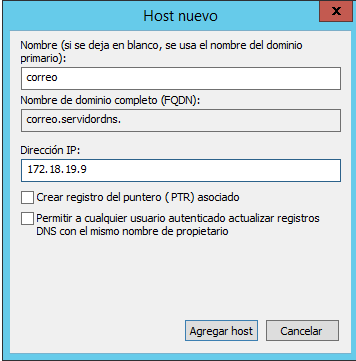 Host nuevo
x
Nombre (si se deja en blanco, se usa el nombre del dominio
primario):
correo
Nombre de dominio completo (FQDN):
correo.servidordns.
Dirección IP:
172.18.19.9
Crear registro del puntero (PTR) asociado
Permitir a cualquier usuario autenticado actualizar registros
DNS con el mismo nombre de propietario
Agregar host
Cancelar